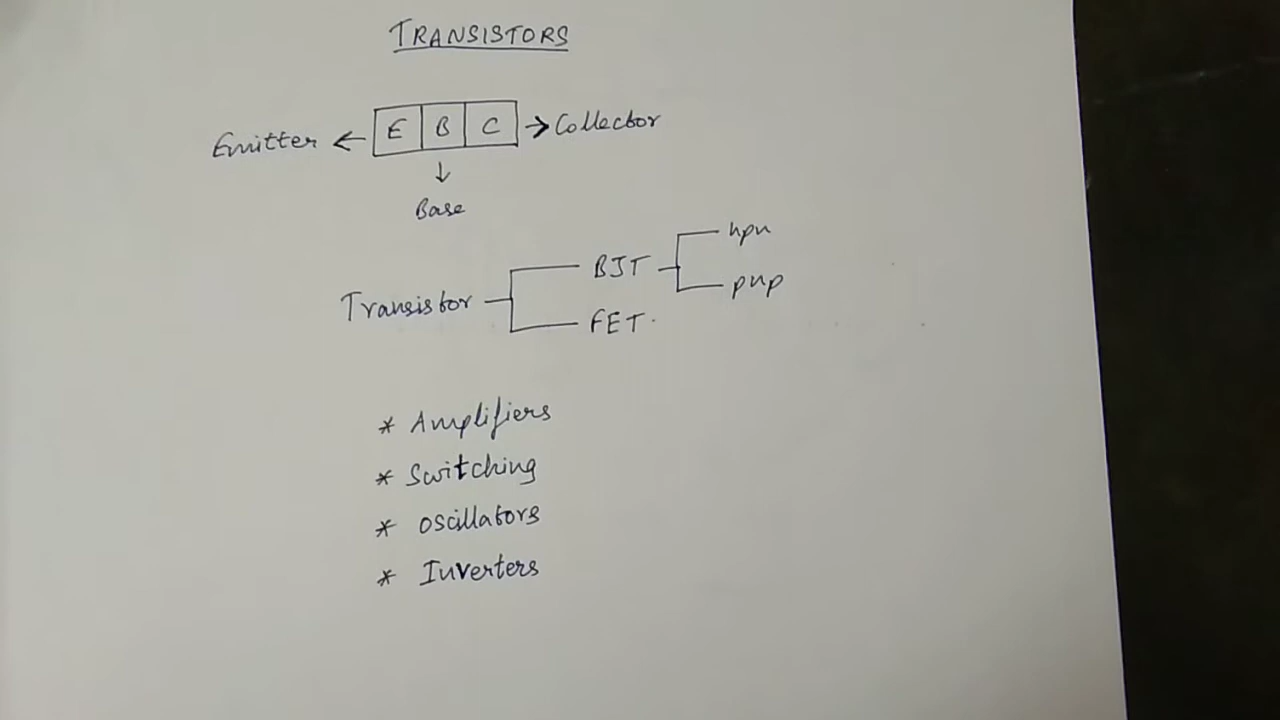 TRANSISTORS
Emitter ← E B C → Collector
↓
Base
npn
BJT
pnp
Transistor
FET
* Amplifiers
* Switching
* Oscillators
* Inverters